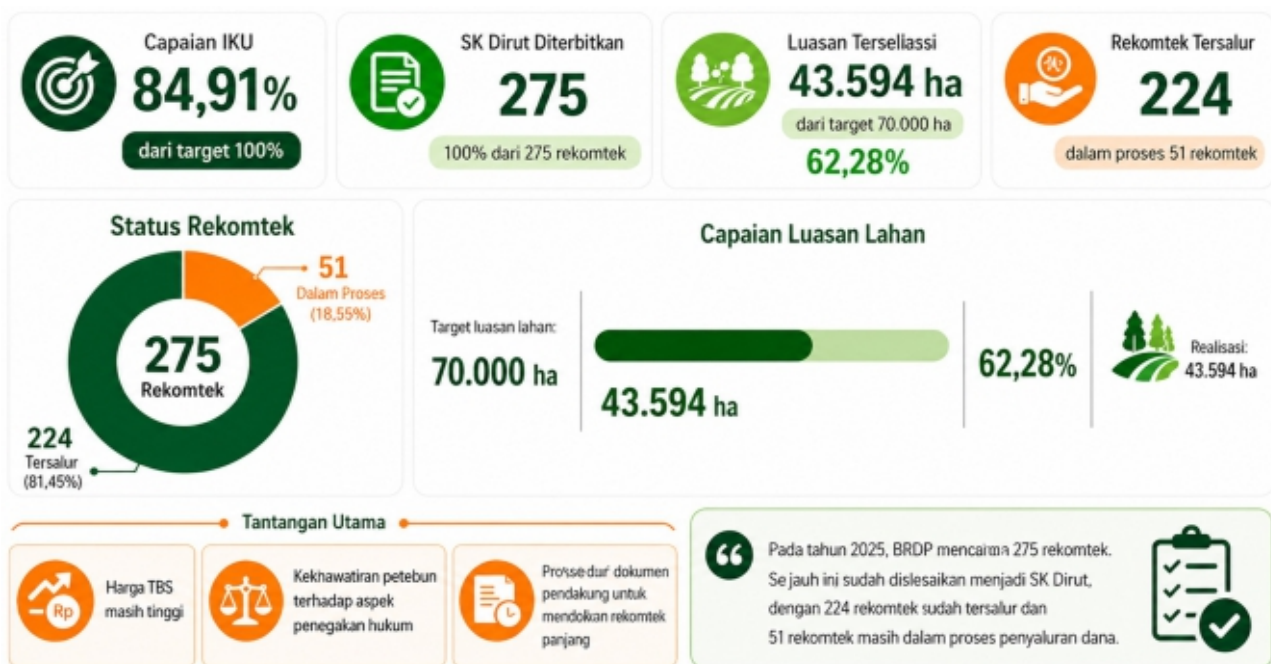 Capaian IKU
84,91%
dari target 100%
SK Dirut Diterbitkan
275
100% dari 275 rekomtek
Luasan Terseliassi
43.594 ha
dari target 70.000 ha
62,28%
Rekomtek Tersalur
224
dalam proses 51 rekomtek
Status Rekomtek
51
Dalam Proses
(18,55%)
275
Rekomtek
224
Tersalur
(81,45%)
Capaian Luasan Lahan
Target luasan lahan:
70.000 ha
43.594 ha
62,28%
Realisasi:
43.594 ha
Tantangan Utama
Rp
Harga TBS
masih tinggi
Kekhawatiran petebun
terhadap aspek
penegakan hukum
dokumen
pendakung untuk
mendolkan rekomtek
panjang
Pada tahun 2025, BRDP 275 rekomtek.
Se jauh ini sudah dislesaikan menjadi SK Dirut,
dengan 224 rekomtek sudah tersalur dan
51 rekomtek masih dalam proses penyaluran dana.